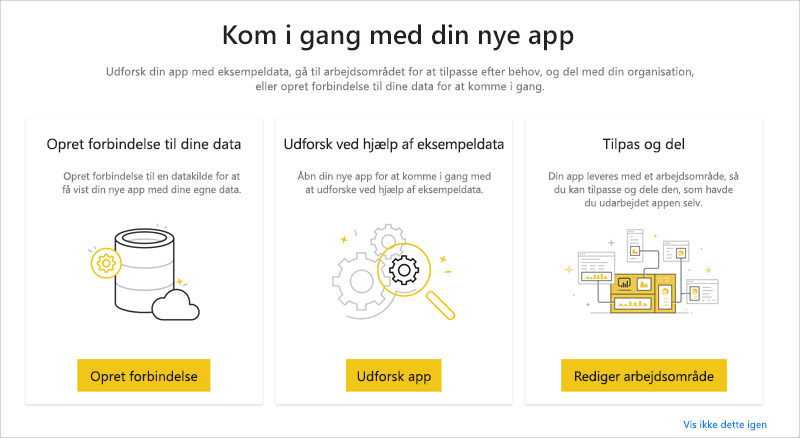 Kom i gang med din nye app
Udforsk din app med eksempeldata, gå til arbejdsområdet for at tilpasse efter behov, og del med din organisation,
eller opret forbindelse til dine data for at komme i gang.
Opret forbindelse til dine data
Opret forbindelse til en datakilde for at
få vist din nye app med dine egne data.
Opret forbindelse
Udforsk ved hjælp af eksempeldata
Åbn din nye app for at komme i gang med
at udforske ved hjælp af eksempeldata.
Udforsk app
Tilpas og del
Din app leveres med et arbejdsområde, så
du kan tilpasse og dele den, som havde
du udarbejdet appen selv.
Rediger arbejdsområde
Vis ikke dette igen